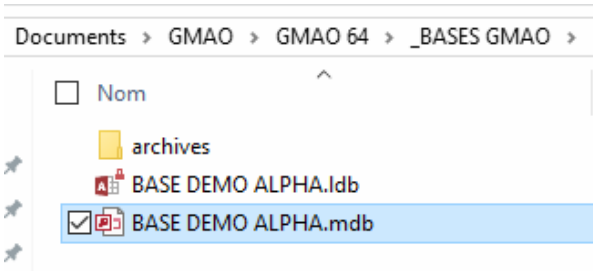 Documents > GMAO > GMAO 64 > _BASES GMAO >
Nom
archives
BASE DEMO ALPHA.ldb
BASE DEMO ALPHA.mdb